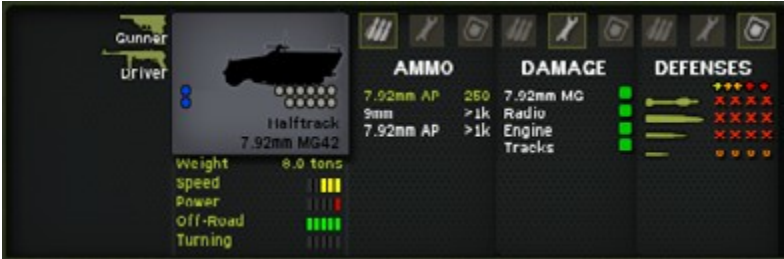 Gunner
Driver
Halftrack
7.92mm MG42
Weight 8.0 tons
Speed
Power
Off-Road
Turning
AMMO
7.92mm AP 250
9mm >1k
7.92mm AP >1k
DAMAGE
7.92mm MG
Radio
Engine
Tracks
DEFENSES